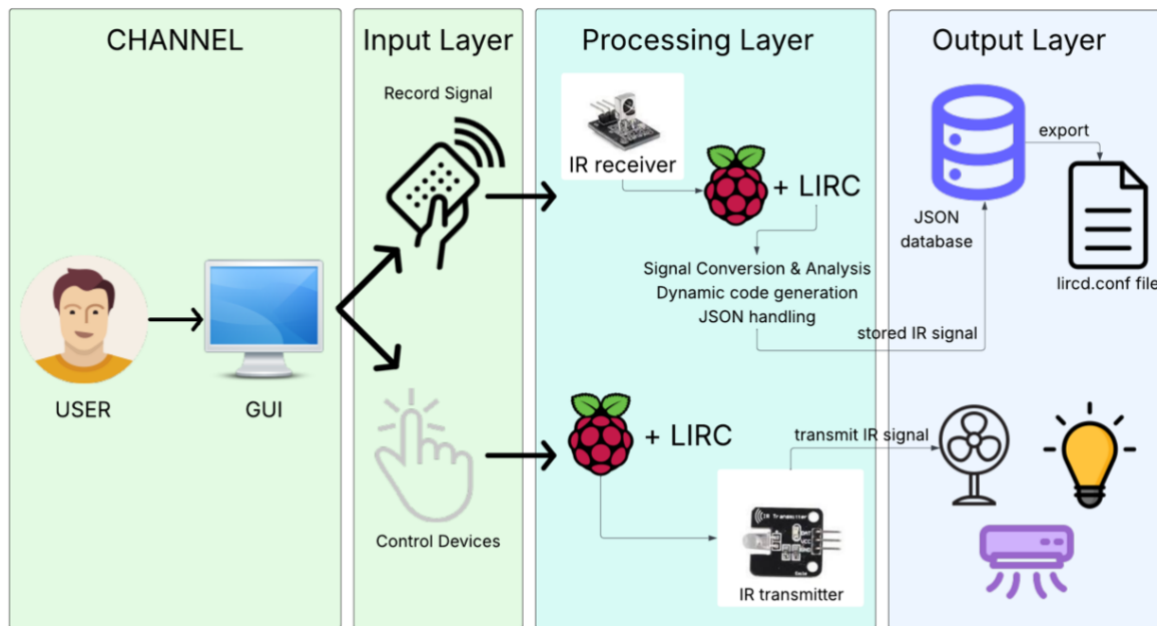 CHANNEL
Input Layer
Processing Layer
Output Layer
Record Signal
IR receiver
+ LIRC
Signal Conversion & Analysis
Dynamic code generation
JSON handling
export
JSON
database
lircd.conf file
stored IR signal
USER
GUI
Control Devices
+ LIRC
transmit IR signal
IR Transmitter
IR transmitter